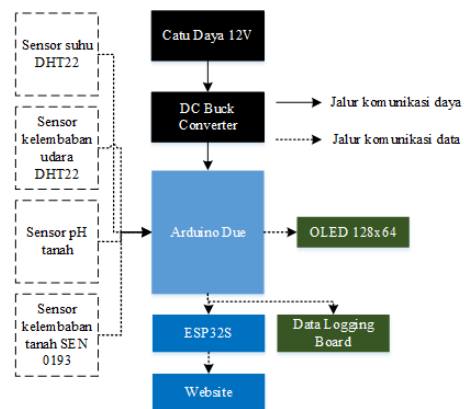 Sensor suhu
DHT22
Sensor
kelembaban
udara
DHT22
Sensor pH
tanah
Sensor
kelembaban
tanah SEN
0193
Catu Daya 12V
DC Buck
Converter
Arduino Due
ESP32S
Website
OLED 128x64
Data Logging
Board
Jalur komunikasi daya
Jalur komunikasi data